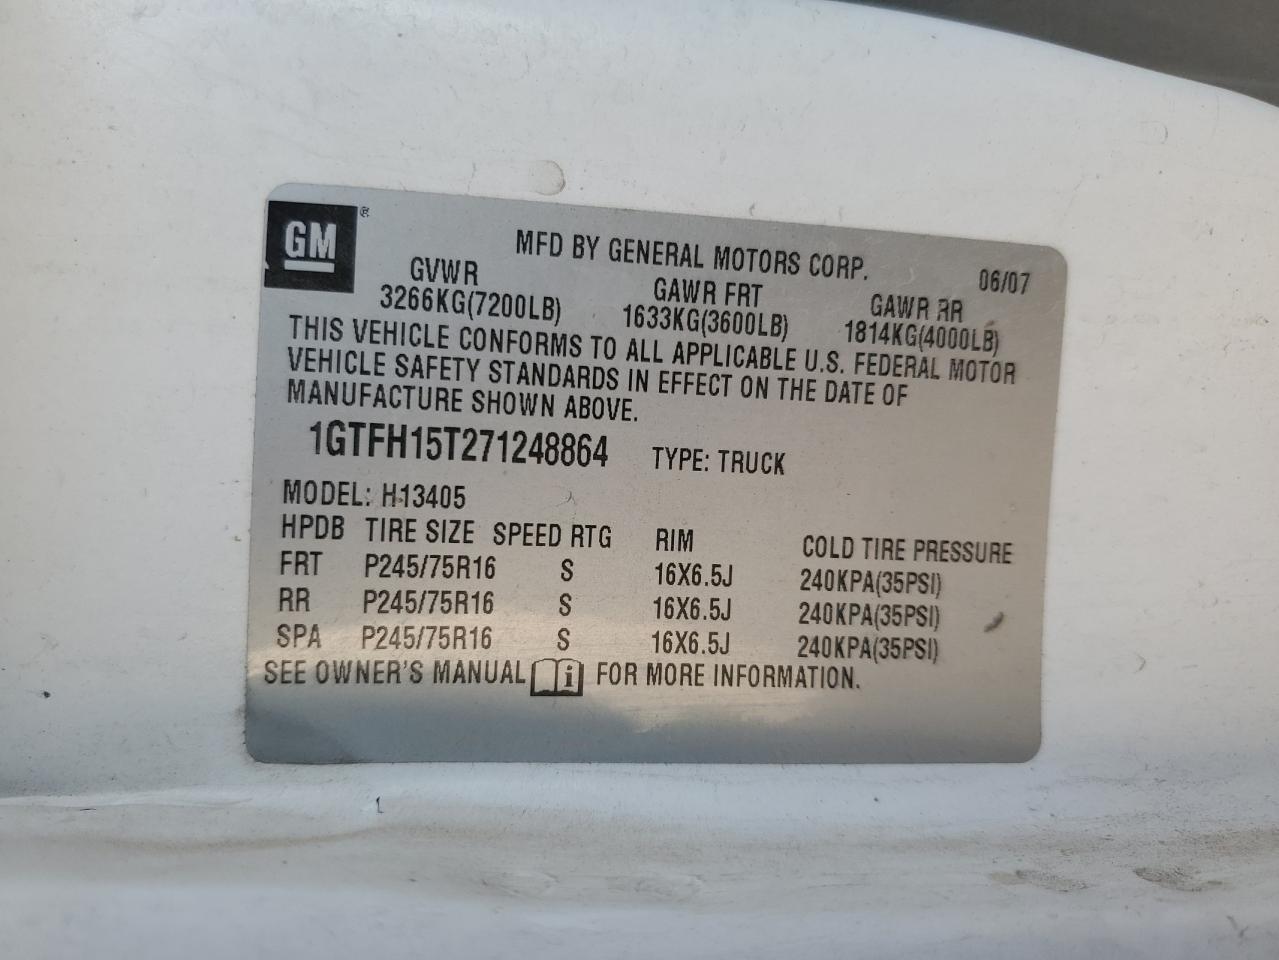 GM®
MFD BY GENERAL MOTORS CORP. 06/07
GVWR GAWR FRT GAWR RR
3266KG(7200LB) 1633KG(3600LB) 1814KG(4000LB)
THIS VEHICLE CONFORMS TO ALL APPLICABLE U.S. FEDERAL MOTOR
VEHICLE SAFETY STANDARDS IN EFFECT ON THE DATE OF
MANUFACTURE SHOWN ABOVE.
1GTFH15T271248864 TYPE: TRUCK
MODEL: H13405
HPDB TIRE SIZE SPEED RTG RIM COLD TIRE PRESSURE
FRT P245/75R16 S 16X6.5J 240KPA(35PSI)
RR P245/75R16 S 16X6.5J 240KPA(35PSI)
SPA P245/75R16 S 16X6.5J 240KPA(35PSI)
SEE OWNER'S MANUAL i FOR MORE INFORMATION.